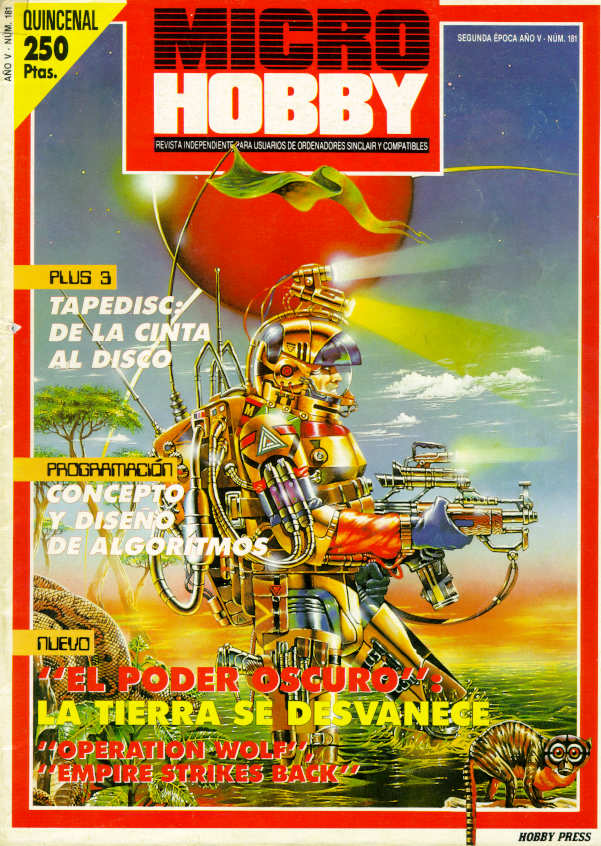 QUINCENAL
250
Ptas.
AÑO V - NÚM. 181
MICRO
HOBBY
SEGUNDA ÉPOCA AÑO V - NÚM. 181
REVISTA INDEPENDIENTE PARA USUARIOS DE ORDENADORES SINCLAIR Y COMPATIBLES
PLUS 3
TAPEDISC:
DE LA CINTA
AL DISCO
PROGRAMACIÓN
CONCEPTO
Y DISEÑO
DE ALGORITMOS
NUEVO
"EL PODER OSCURO":
LA TIERRA SE DESVANECE
"OPERATION WOLF",
"EMPIRE STRIKES BACK"
HOBBY PRESS